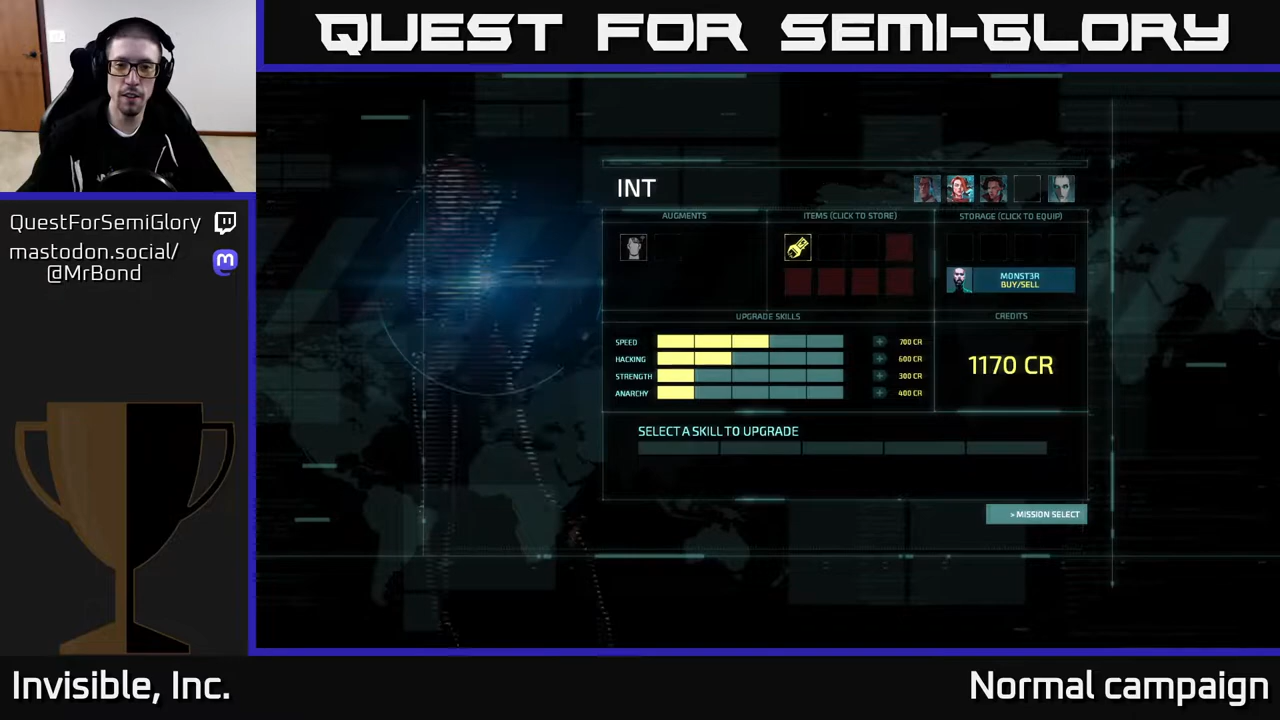 QUEST FOR SEMI-GLORY
QuestForSemiGlory
mastodon.social/
@MrBond
INT
AUGMENTS
ITEMS (CLICK TO STORE)
STORAGE (CLICK TO EQUIP)
MONST3R
BUY/SELL
UPGRADE SKILLS
CREDITS
SPEED
700 CR
HACKING
600 CR
STRENGTH
300 CR
ANARCHY
400 CR
1170 CR
SELECT A SKILL TO UPGRADE
> MISSION SELECT
Invisible, Inc.
Normal campaign